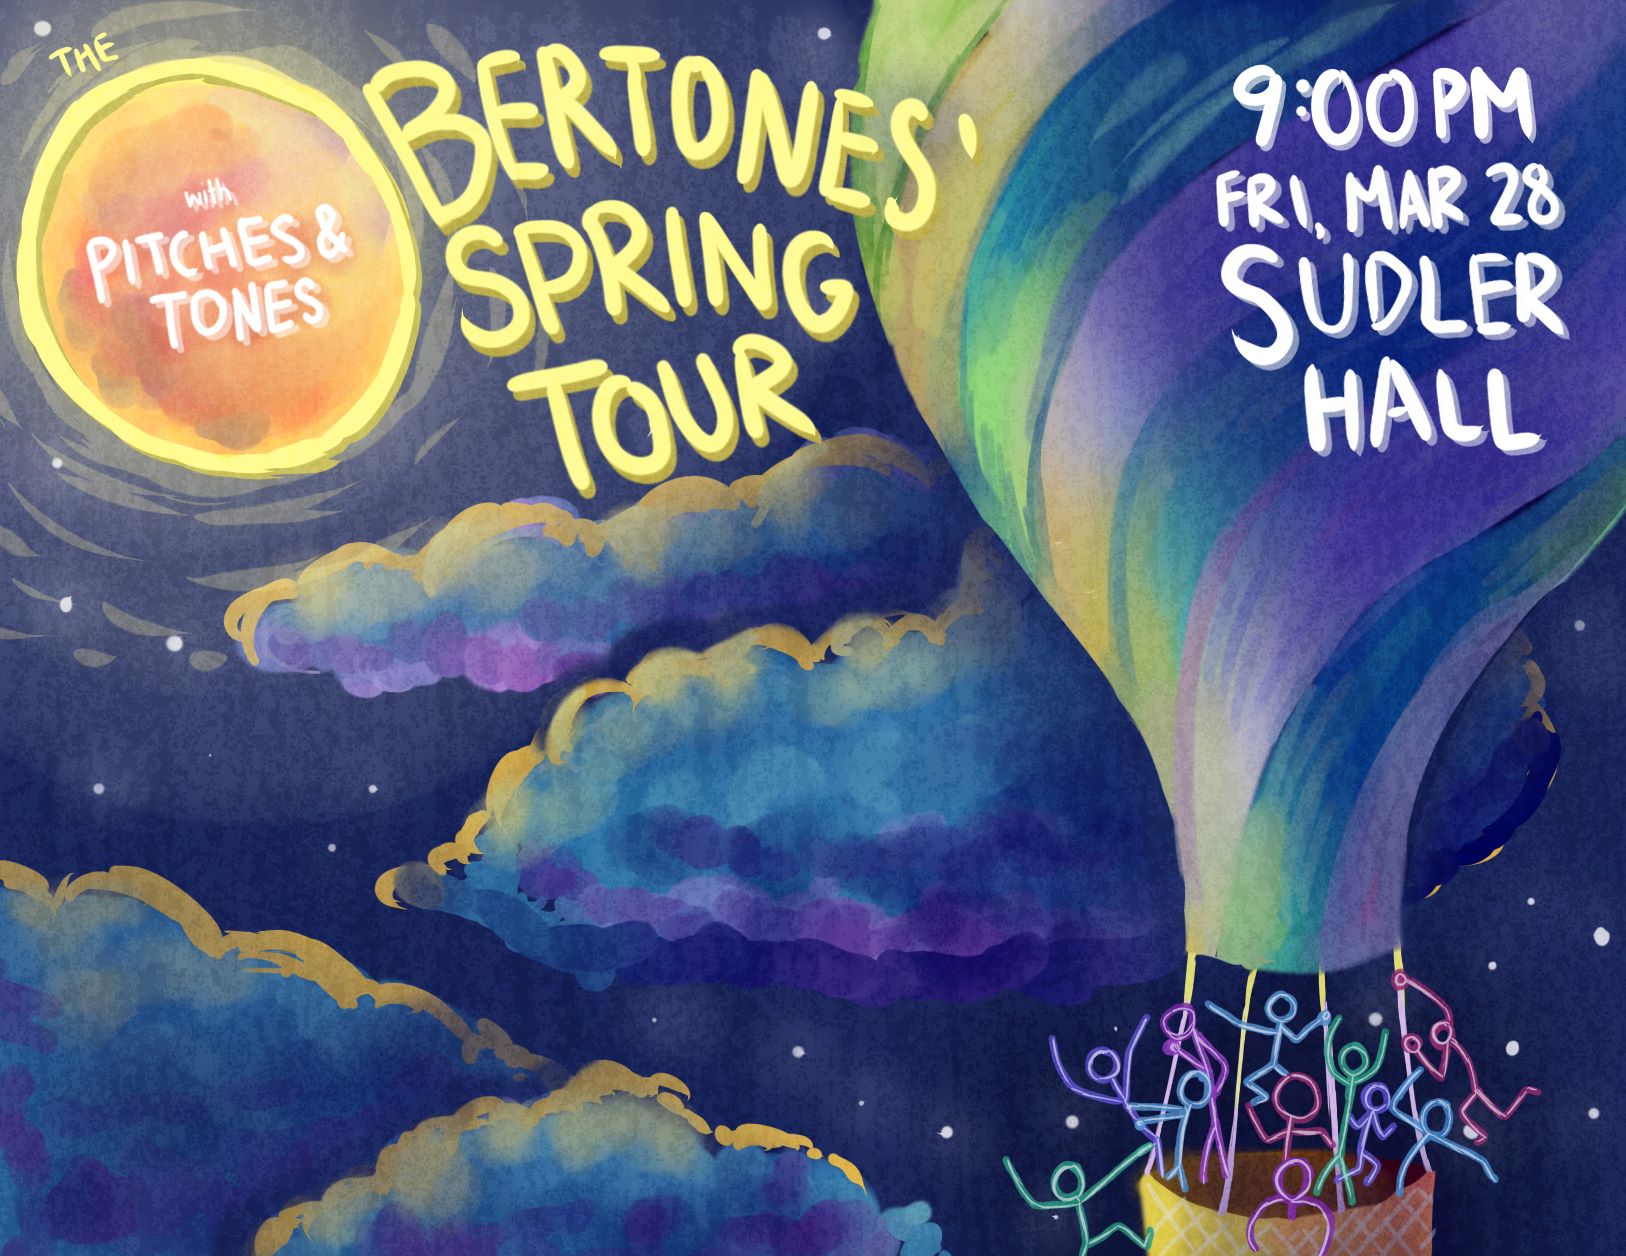 THE
BERTONES'
SPRING
TOUR
with
PITCHES &
TONES
9:00 PM
FRI, MAR 28
SUDLER
HALL